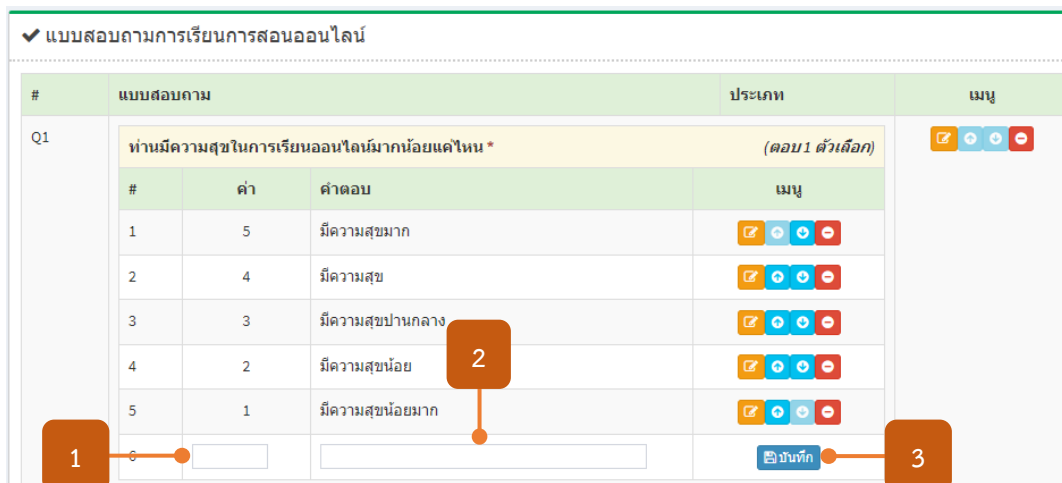 แบบสอบถามการเรียนการสอนออนไลน์
# แบบสอบถาม ประเภท เมนู
Q1 ท่านมีความสุขในการเรียนออนไลน์มากน้อยแค่ไหน * (ตอบ 1 ตัวเลือก)
# ค่า คำตอบ เมนู
1 5 มีความสุขมาก
2 4 มีความสุข
3 3 มีความสุขปานกลาง
4 2 มีความสุขน้อย
2
5 1 มีความสุขน้อยมาก
1 6 บันทึก 3